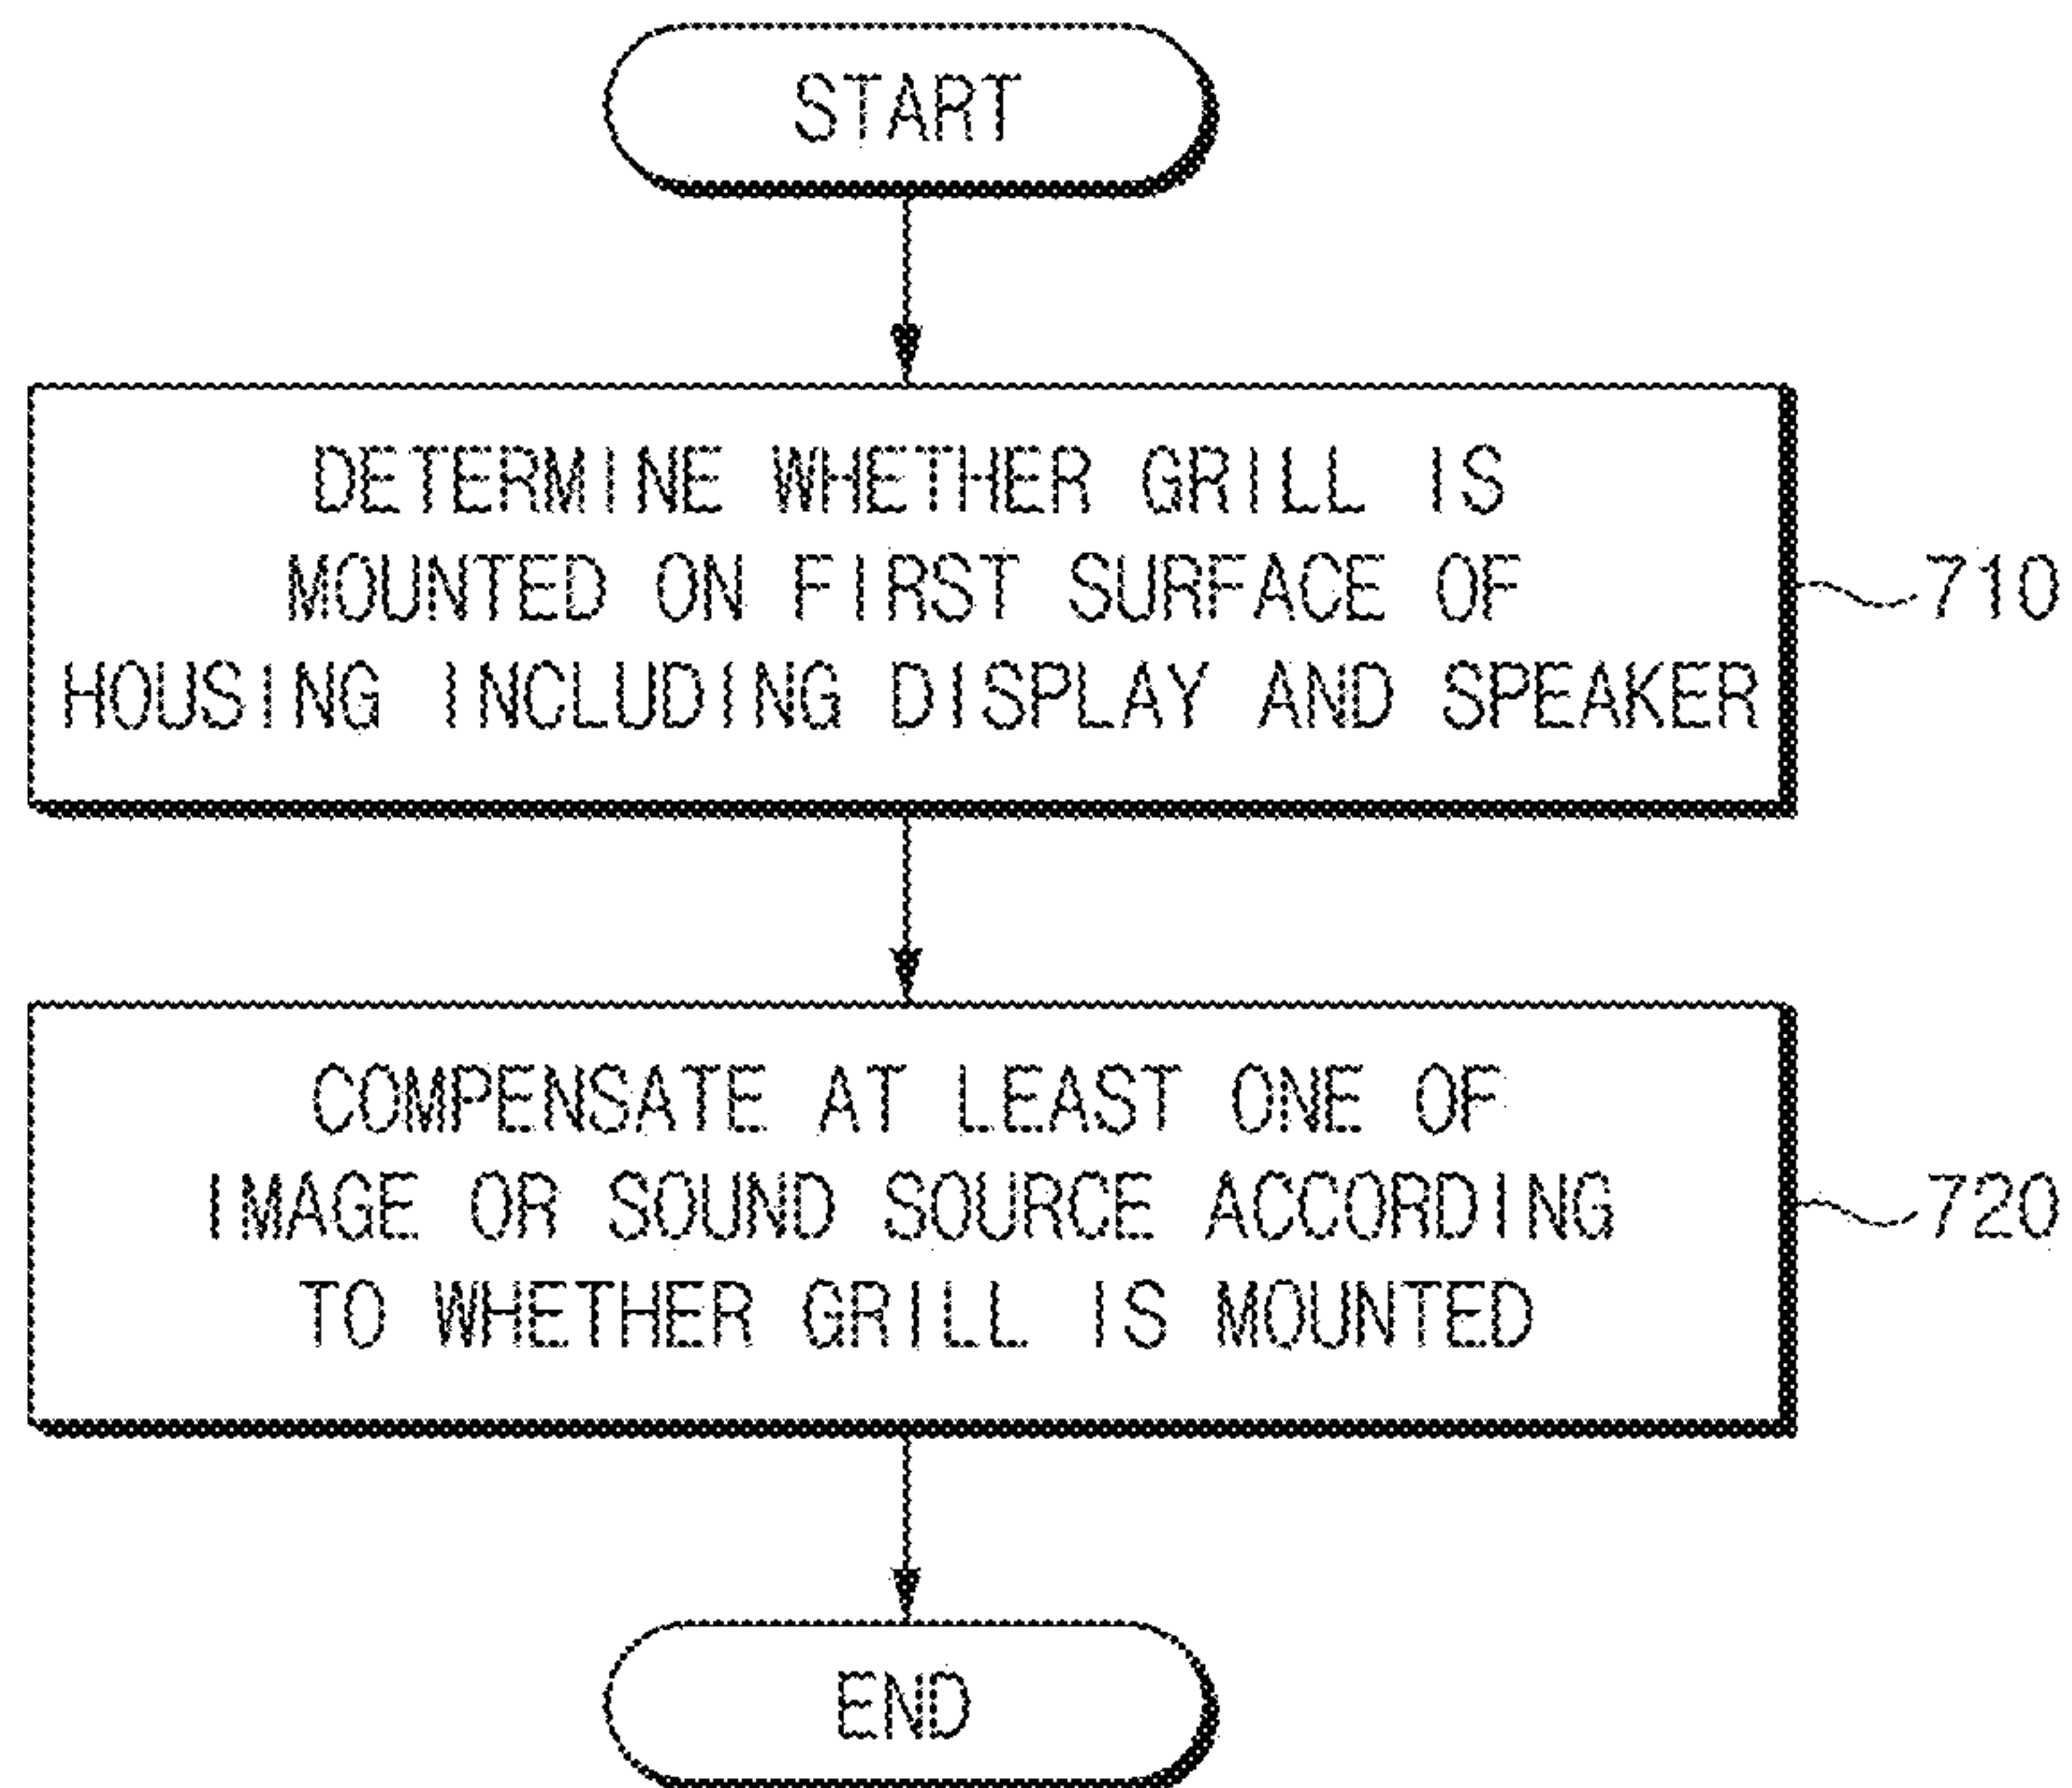 START
DETERMINE WHETHER GRILL IS
MOUNTED ON FIRST SURFACE OF
HOUSING INCLUDING DISPLAY AND SPEAKER
710
COMPENSATE AT LEAST ONE OF
IMAGE OR SOUND SOURCE ACCORDING
TO WHETHER GRILL IS MOUNTED
720
END